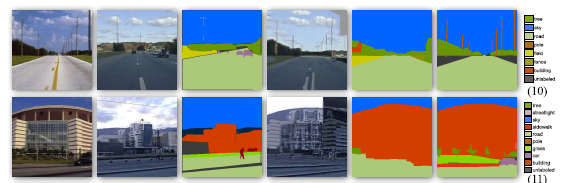 tree
sky
road
pole
field
fence
building
unlabeled
(10)
tree
streetlight
sky
sidewalk
road
pole
grass
car
building
unlabeled
(11)